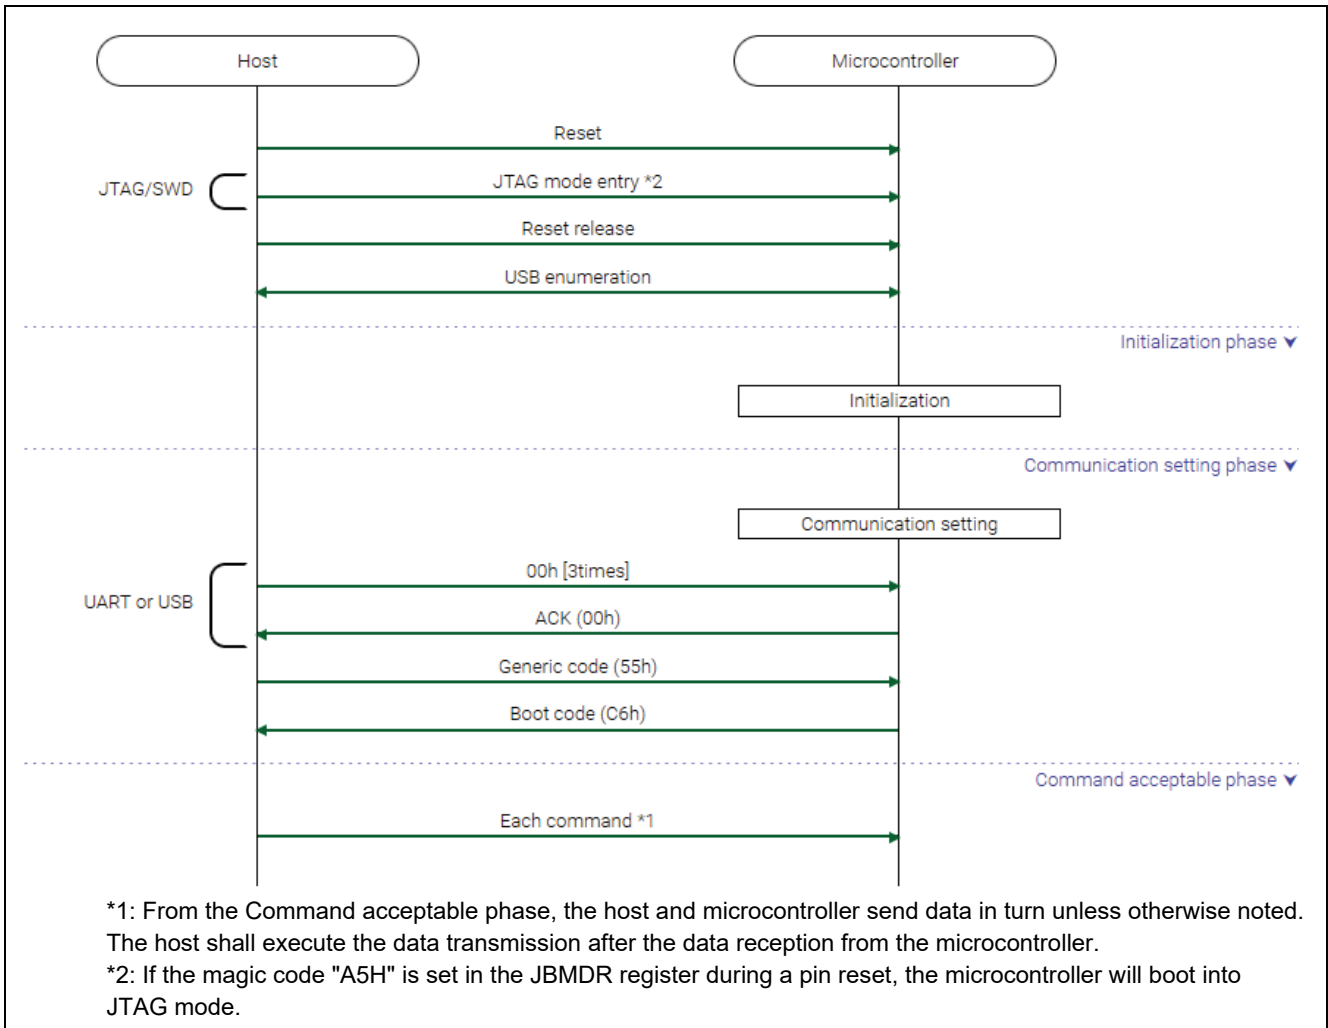 Host
Microcontroller
Reset
JTAG/SWD
JTAG mode entry *2
Reset release
USB enumeration
Initialization phase
Initialization
Communication setting phase
Communication setting
UART or USB
00h [3times]
ACK (00h)
Generic code (55h)
Boot code (C6h)
Command acceptable phase
Each command *1
*1: From the Command acceptable phase, the host and microcontroller send data in turn unless otherwise noted.
The host shall execute the data transmission after the data reception from the microcontroller.
*2: If the magic code "A5H" is set in the JBMDR register during a pin reset, the microcontroller will boot into
JTAG mode.